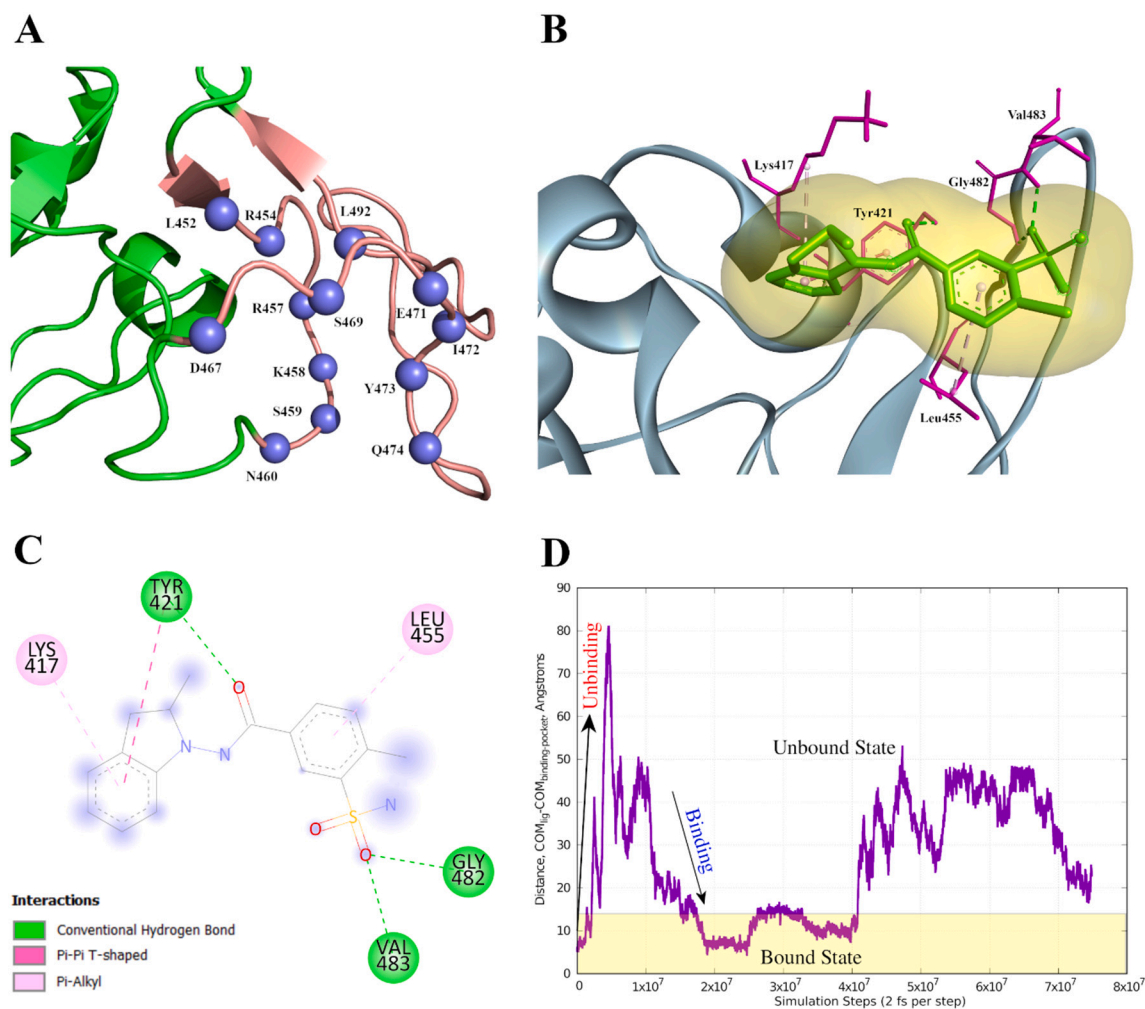 A
L452
R454
L492
R457
S469
E471
I472
D467
K458
Y473
S459
Q474
N460
B
Val483
Lys417
Gly482
Tyr421
Leu455
C
TYR
421
LEU
455
LYS
417
O
N
N
S
N
O
O
GLY
482
VAL
483
Interactions
Conventional Hydrogen Bond
Pi-Pi T-shaped
Pi-Alkyl
D
Distance, COMlig-COMbinding-pocket, Angstroms
90
80
70
60
50
40
30
20
10
0
Unbinding
Binding
Unbound State
Bound State
0 1x10⁷ 2x10⁷ 3x10⁷ 4x10⁷ 5x10⁷ 6x10⁷ 7x10⁷ 8x10⁷
Simulation Steps (2 fs per step)